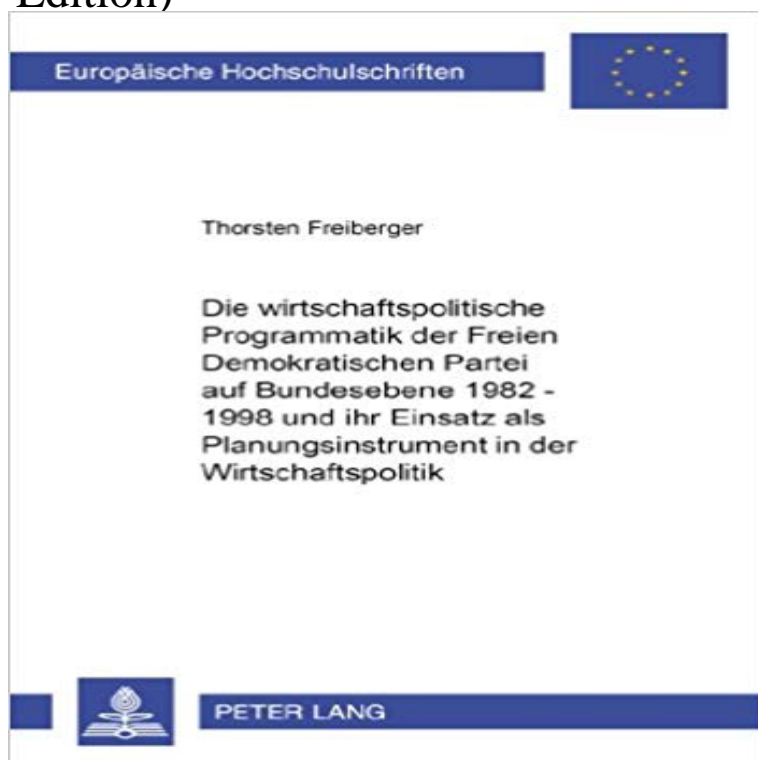 Edition)
Europäische Hochschulschriften
Thorsten Freiberger
Die wirtschaftspolitische
Programmatik der Freien
Demokratischen Partei
auf Bundesebene 1982 -
1998 und ihr Einsatz als
Planungsinstrument in der
Wirtschaftspolitik
PETER LANG